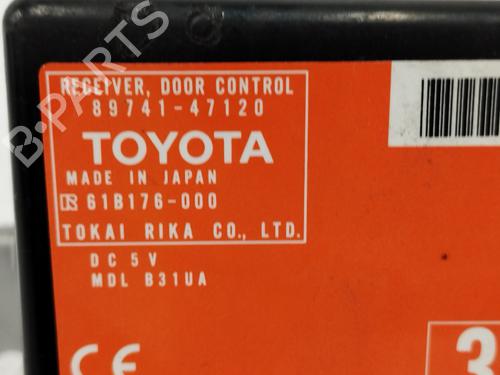 RECEIVER, DOOR CONTROL
89741-47120
TOYOTA
MADE IN JAPAN
61B176-000
TOKAI RIKA CO., LTD.
DC 5V
MDL B31UA
CE
3
B-PARTS
B-PARTS